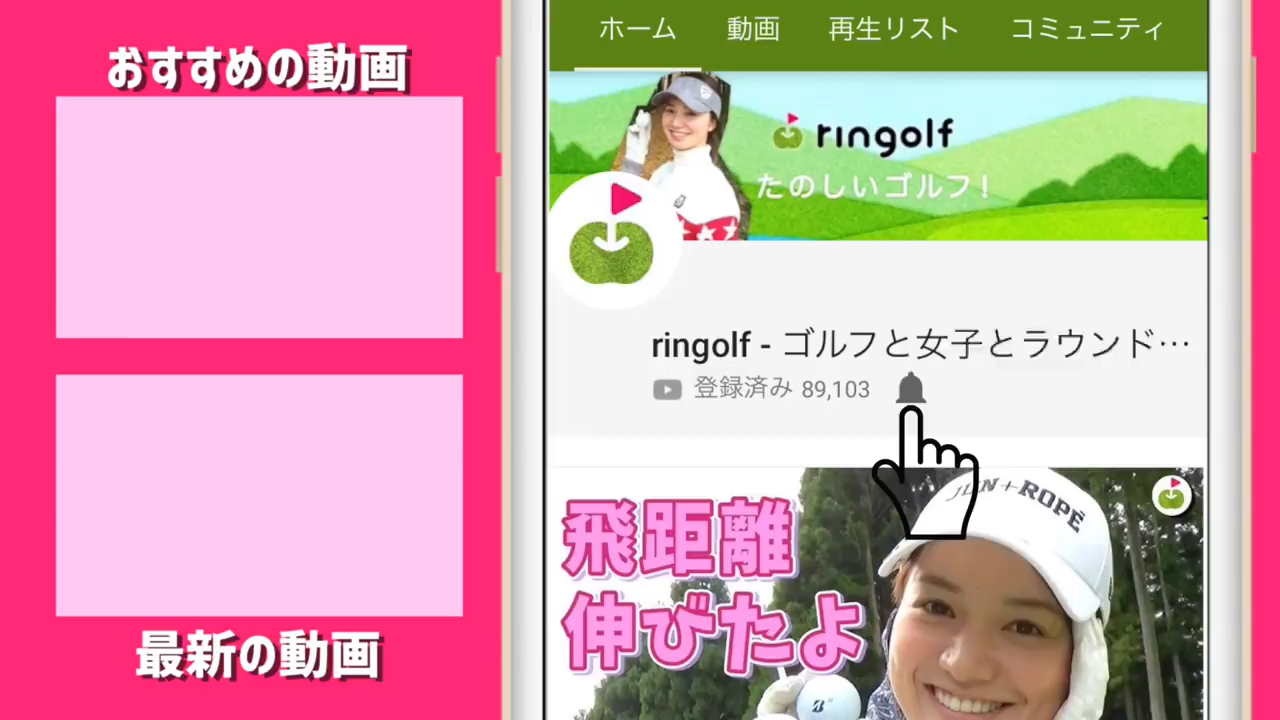 おすすめの動画
最新の動画
ホーム 動画 再生リスト コミュニティ
ringolf
たのしいゴルフ!
ringolf - ゴルフと女子とラウンド…
登録済み 89,103
飛距離
伸びたよ
JUN+ROPÉ
B